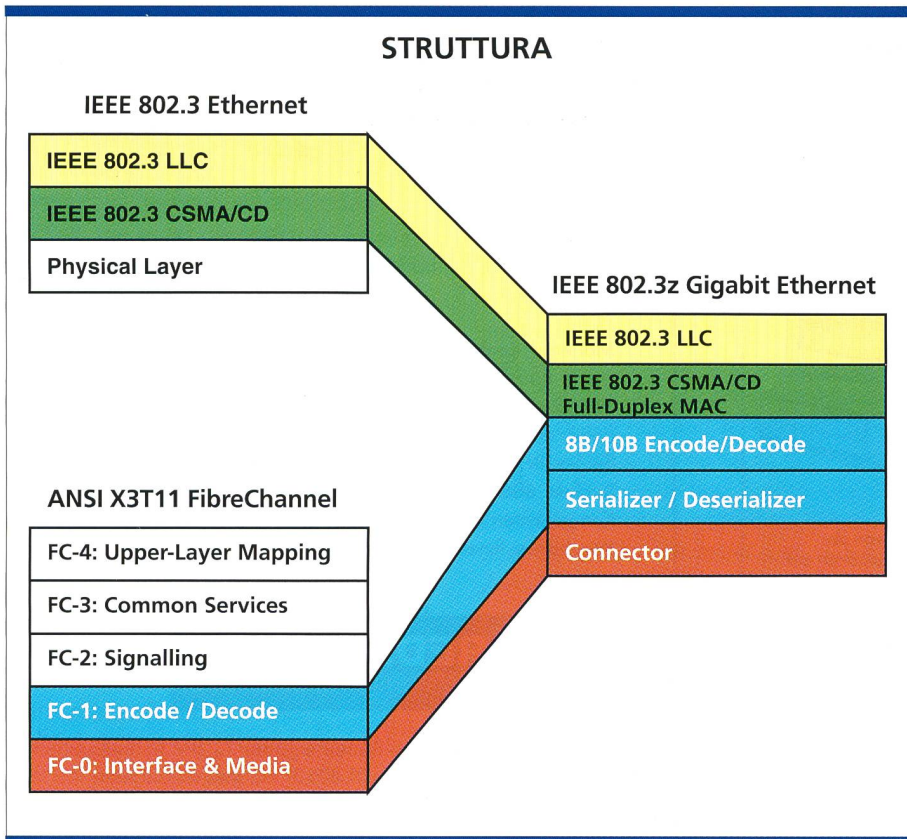 STRUTTURA
IEEE 802.3 Ethernet
IEEE 802.3 LLC
IEEE 802.3 CSMA/CD
Physical Layer
IEEE 802.3z Gigabit Ethernet
IEEE 802.3 LLC
IEEE 802.3 CSMA/CD
Full-Duplex MAC
8B/10B Encode/Decode
Serializer / Deserializer
Connector
ANSI X3T11 FibreChannel
FC-4: Upper-Layer Mapping
FC-3: Common Services
FC-2: Signalling
FC-1: Encode / Decode
FC-0: Interface & Media